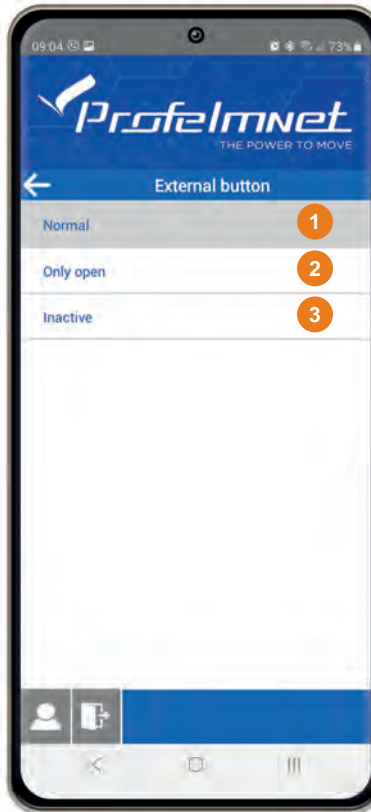 09:04
73%
Profelmnet
THE POWER TO MOVE
External button
Normal 1
Only open 2
Inactive 3